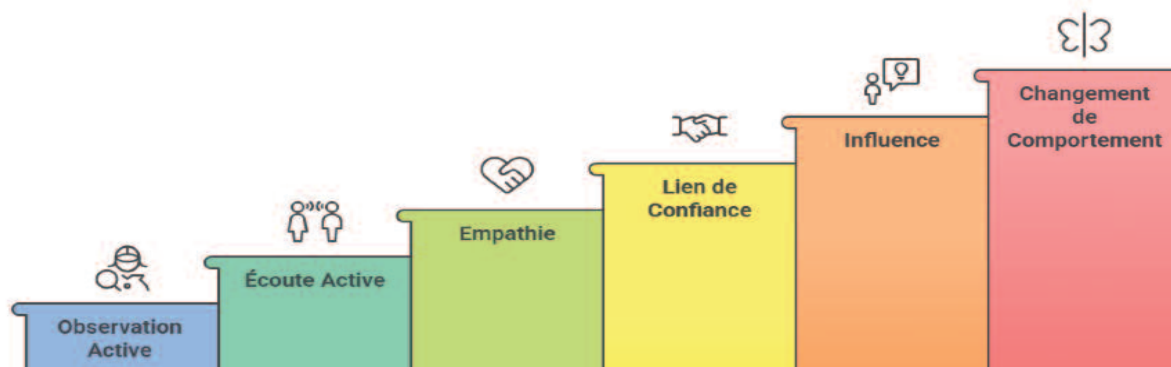 Observation
Active
Écoute Active
Empathie
Lien de
Confiance
Influence
Changement
de
Comportement